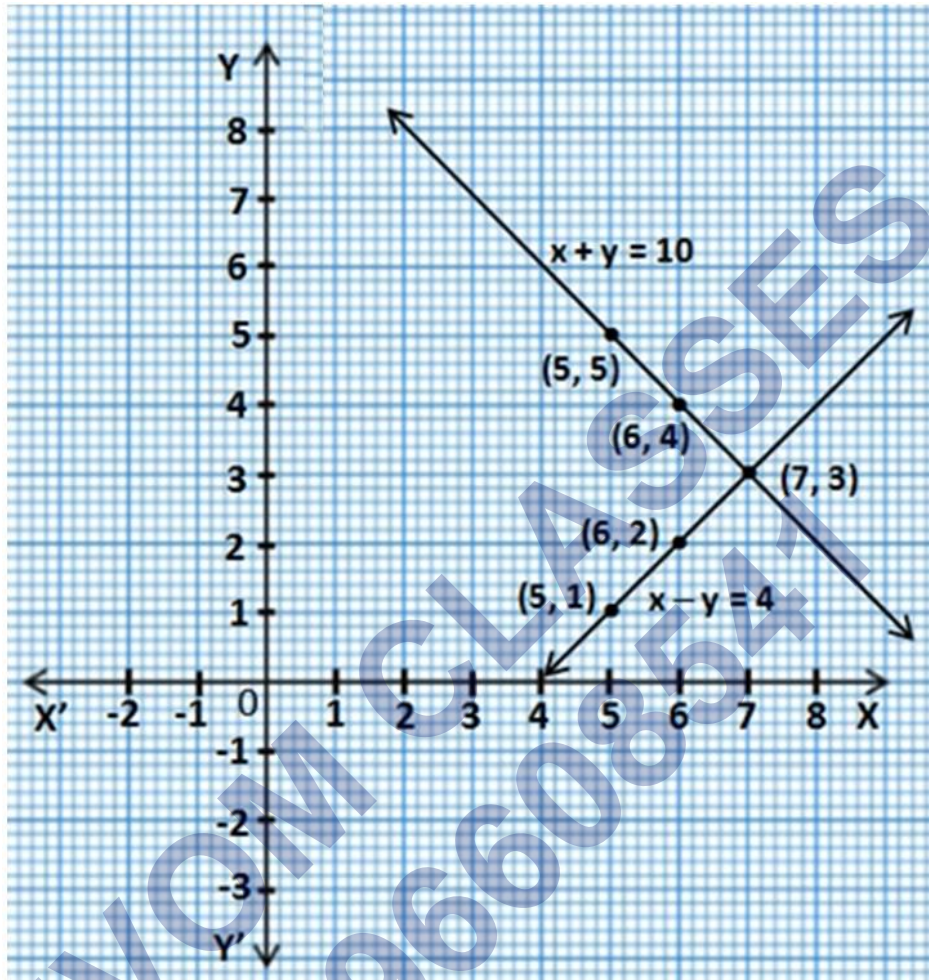 Y
8
7
x + y = 10
6
5
(5, 5)
4
(6, 4)
3
(7, 3)
(6, 2)
2
(5, 1)
x – y = 4
1
X' -2 -1 0 1 2 3 4 5 6 7 8 X
-1
-2
-3
Y'
YOM CLASSES
9660854